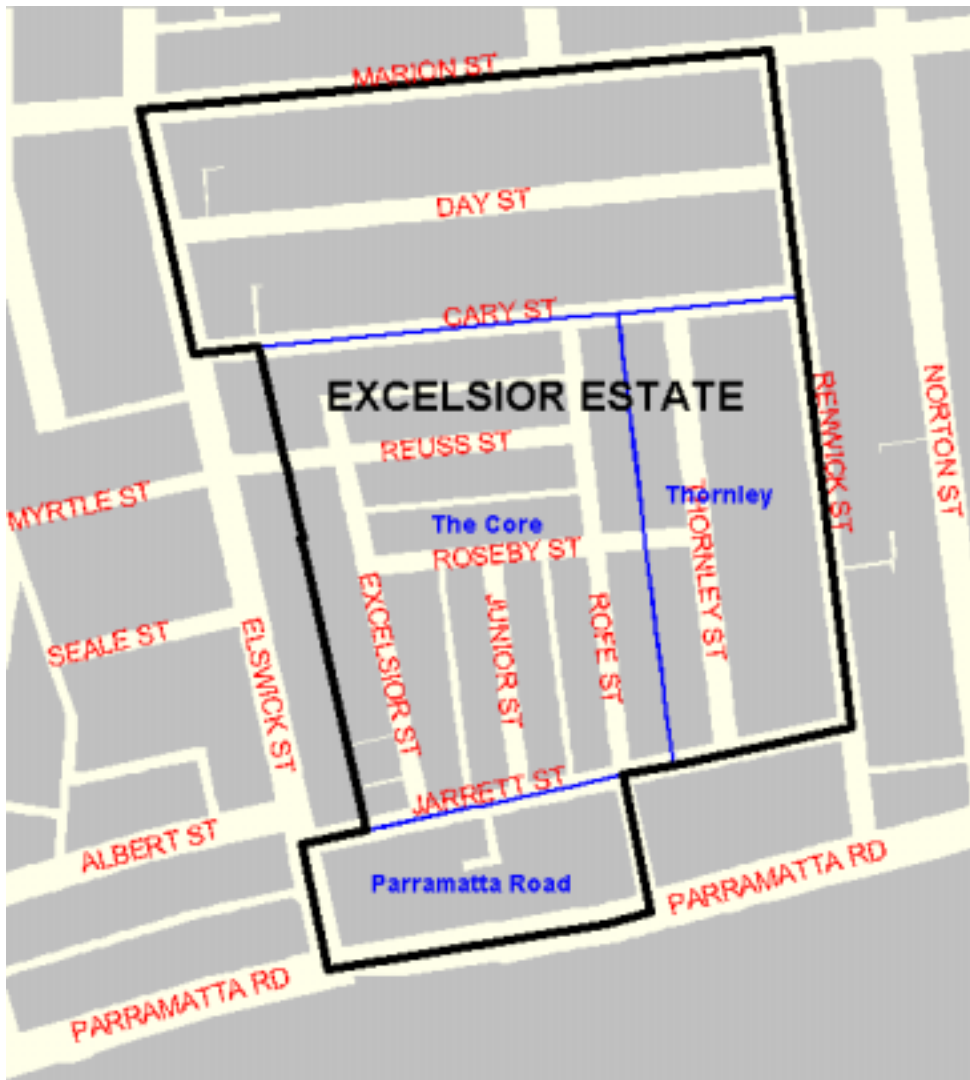 MARION ST
DAY ST
CARY ST
EXCELSIOR ESTATE
RENWICK ST
NORTON ST
REUSS ST
MYRTLE ST
Thornley
The Core
THORNLEY ST
ROSEBY ST
EXCELSIOR ST
JUNIOR ST
ROFE ST
SEALE ST
ELSWICK ST
JARRETT ST
ALBERT ST
Parramatta Road
PARRAMATTA RD
PARRAMATTA RD